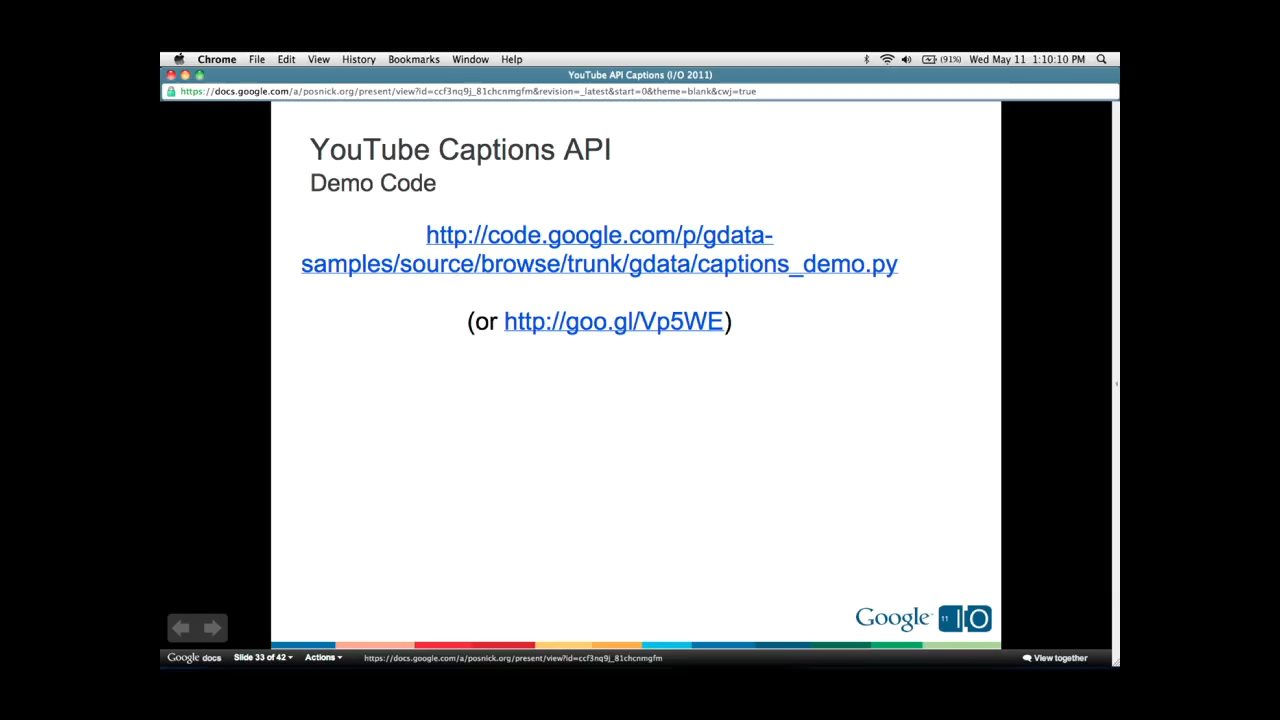 Chrome File Edit View History Bookmarks Window Help (91%) Wed May 11 1:10:10 PM
YouTube API Captions (I/O 2011)
https://docs.google.com/a/posnick.org/present/view?id=ccf3nq9j_81chcnmgfm&revision=_latest&start=0&theme=blank&cwj=true
YouTube Captions API
Demo Code
http://code.google.com/p/gdata-
samples/source/browse/trunk/gdata/captions_demo.py
(or http://goo.gl/Vp5WE)
Google 11 I/O
Google docs Slide 33 of 42 Actions https://docs.google.com/a/posnick.org/present/view?id=ccf3nq9j_81chcnmgfm View together